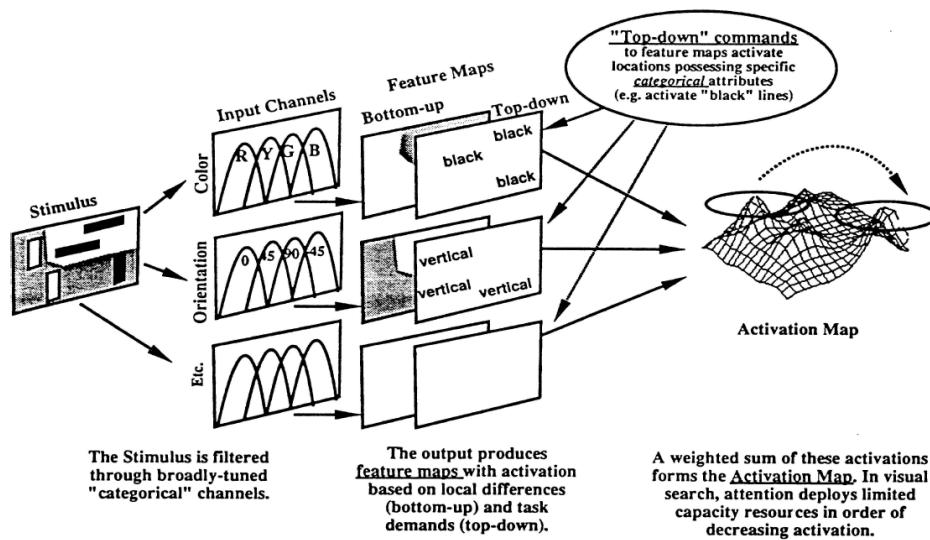 "Top-down" commands
to feature maps activate
locations possessing specific
categorical attributes
(e.g. activate "black" lines)
Feature Maps
Input Channels
Bottom-up
Top-down
black
black
black
R Y G B
Color
Stimulus
0 45 90 -45
Orientation
vertical
vertical
vertical
Activation Map
Etc.
The Stimulus is filtered
through broadly-tuned
"categorical" channels.
The output produces
feature maps with activation
based on local differences
(bottom-up) and task
demands (top-down).
A weighted sum of these activations
forms the Activation Map. In visual
search, attention deploys limited
capacity resources in order of
decreasing activation.